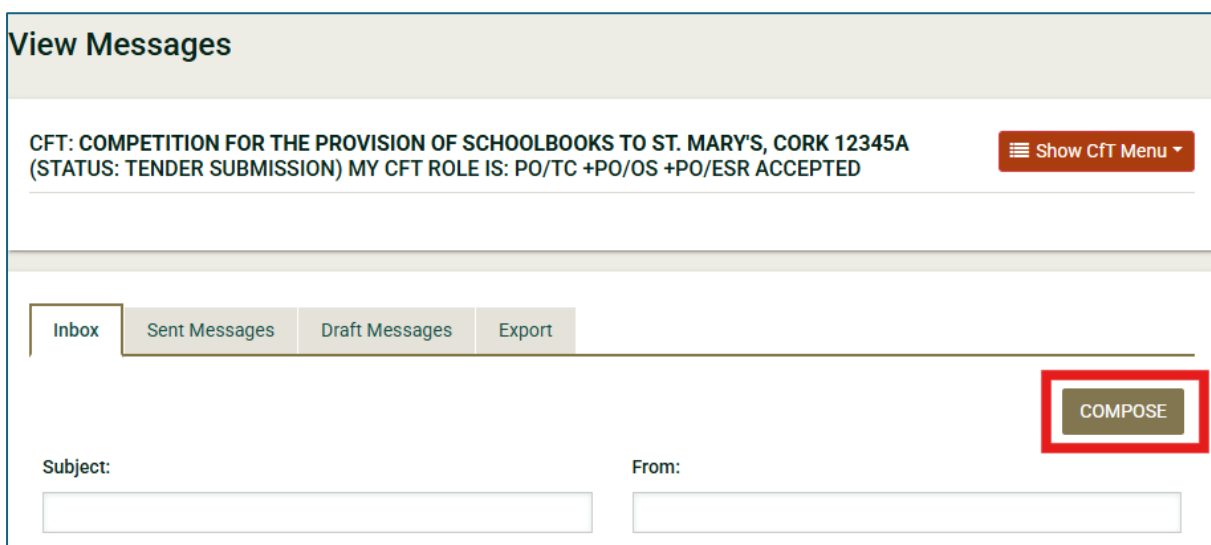 View Messages
CFT: COMPETITION FOR THE PROVISION OF SCHOOLBOOKS TO ST. MARY'S, CORK 12345A
(STATUS: TENDER SUBMISSION) MY CFT ROLE IS: PO/TC +PO/OS +PO/ESR ACCEPTED
Show CfT Menu
Inbox Sent Messages Draft Messages Export
COMPOSE
Subject: From: